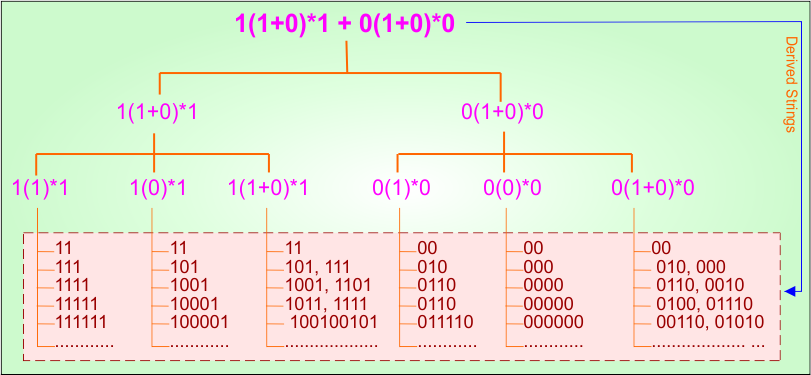 1(1+0)*1 + 0(1+0)*0
Derived Strings
1(1+0)*1 0(1+0)*0
1(1)*1 1(0)*1 1(1+0)*1 0(1)*0 0(0)*0 0(1+0)*0
11 11 11 00 00 00
111 101 101, 111 010 000 010, 000
1111 1001 1001, 1101 0110 0000 0110, 0010
11111 10001 1011, 1111 0110 00000 0100, 01110
111111 100001 100100101 011110 000000 00110, 01010
............ ............ ................... ............ ............ ................... ...